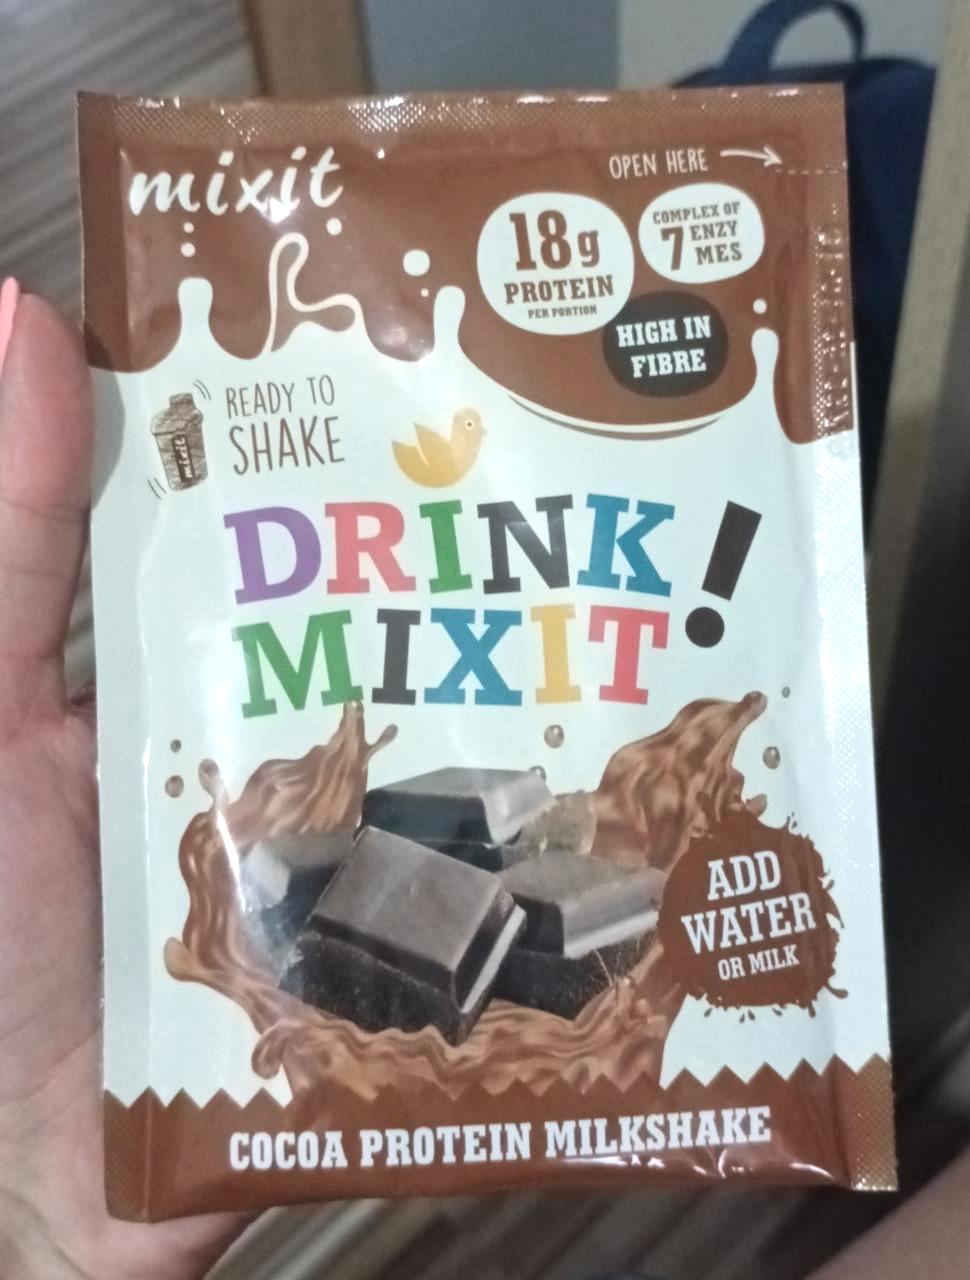 mixit
OPEN HERE
18g
PROTEIN
PER PORTION
COMPLEX OF
7 ENZY
MES
HIGH IN
FIBRE
READY TO
SHAKE
mixit
DRINK
MIXIT!
ADD
WATER
OR MILK
COCOA PROTEIN MILKSHAKE